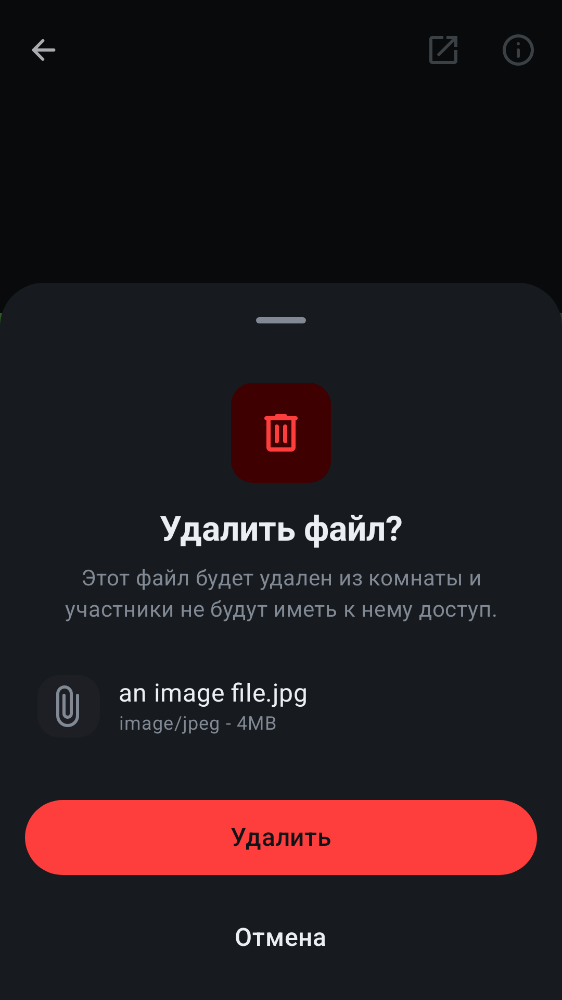 Удалить файл?
Этот файл будет удален из комнаты и
участники не будут иметь к нему доступ.
an image file.jpg
image/jpeg - 4MB
Удалить
Отмена